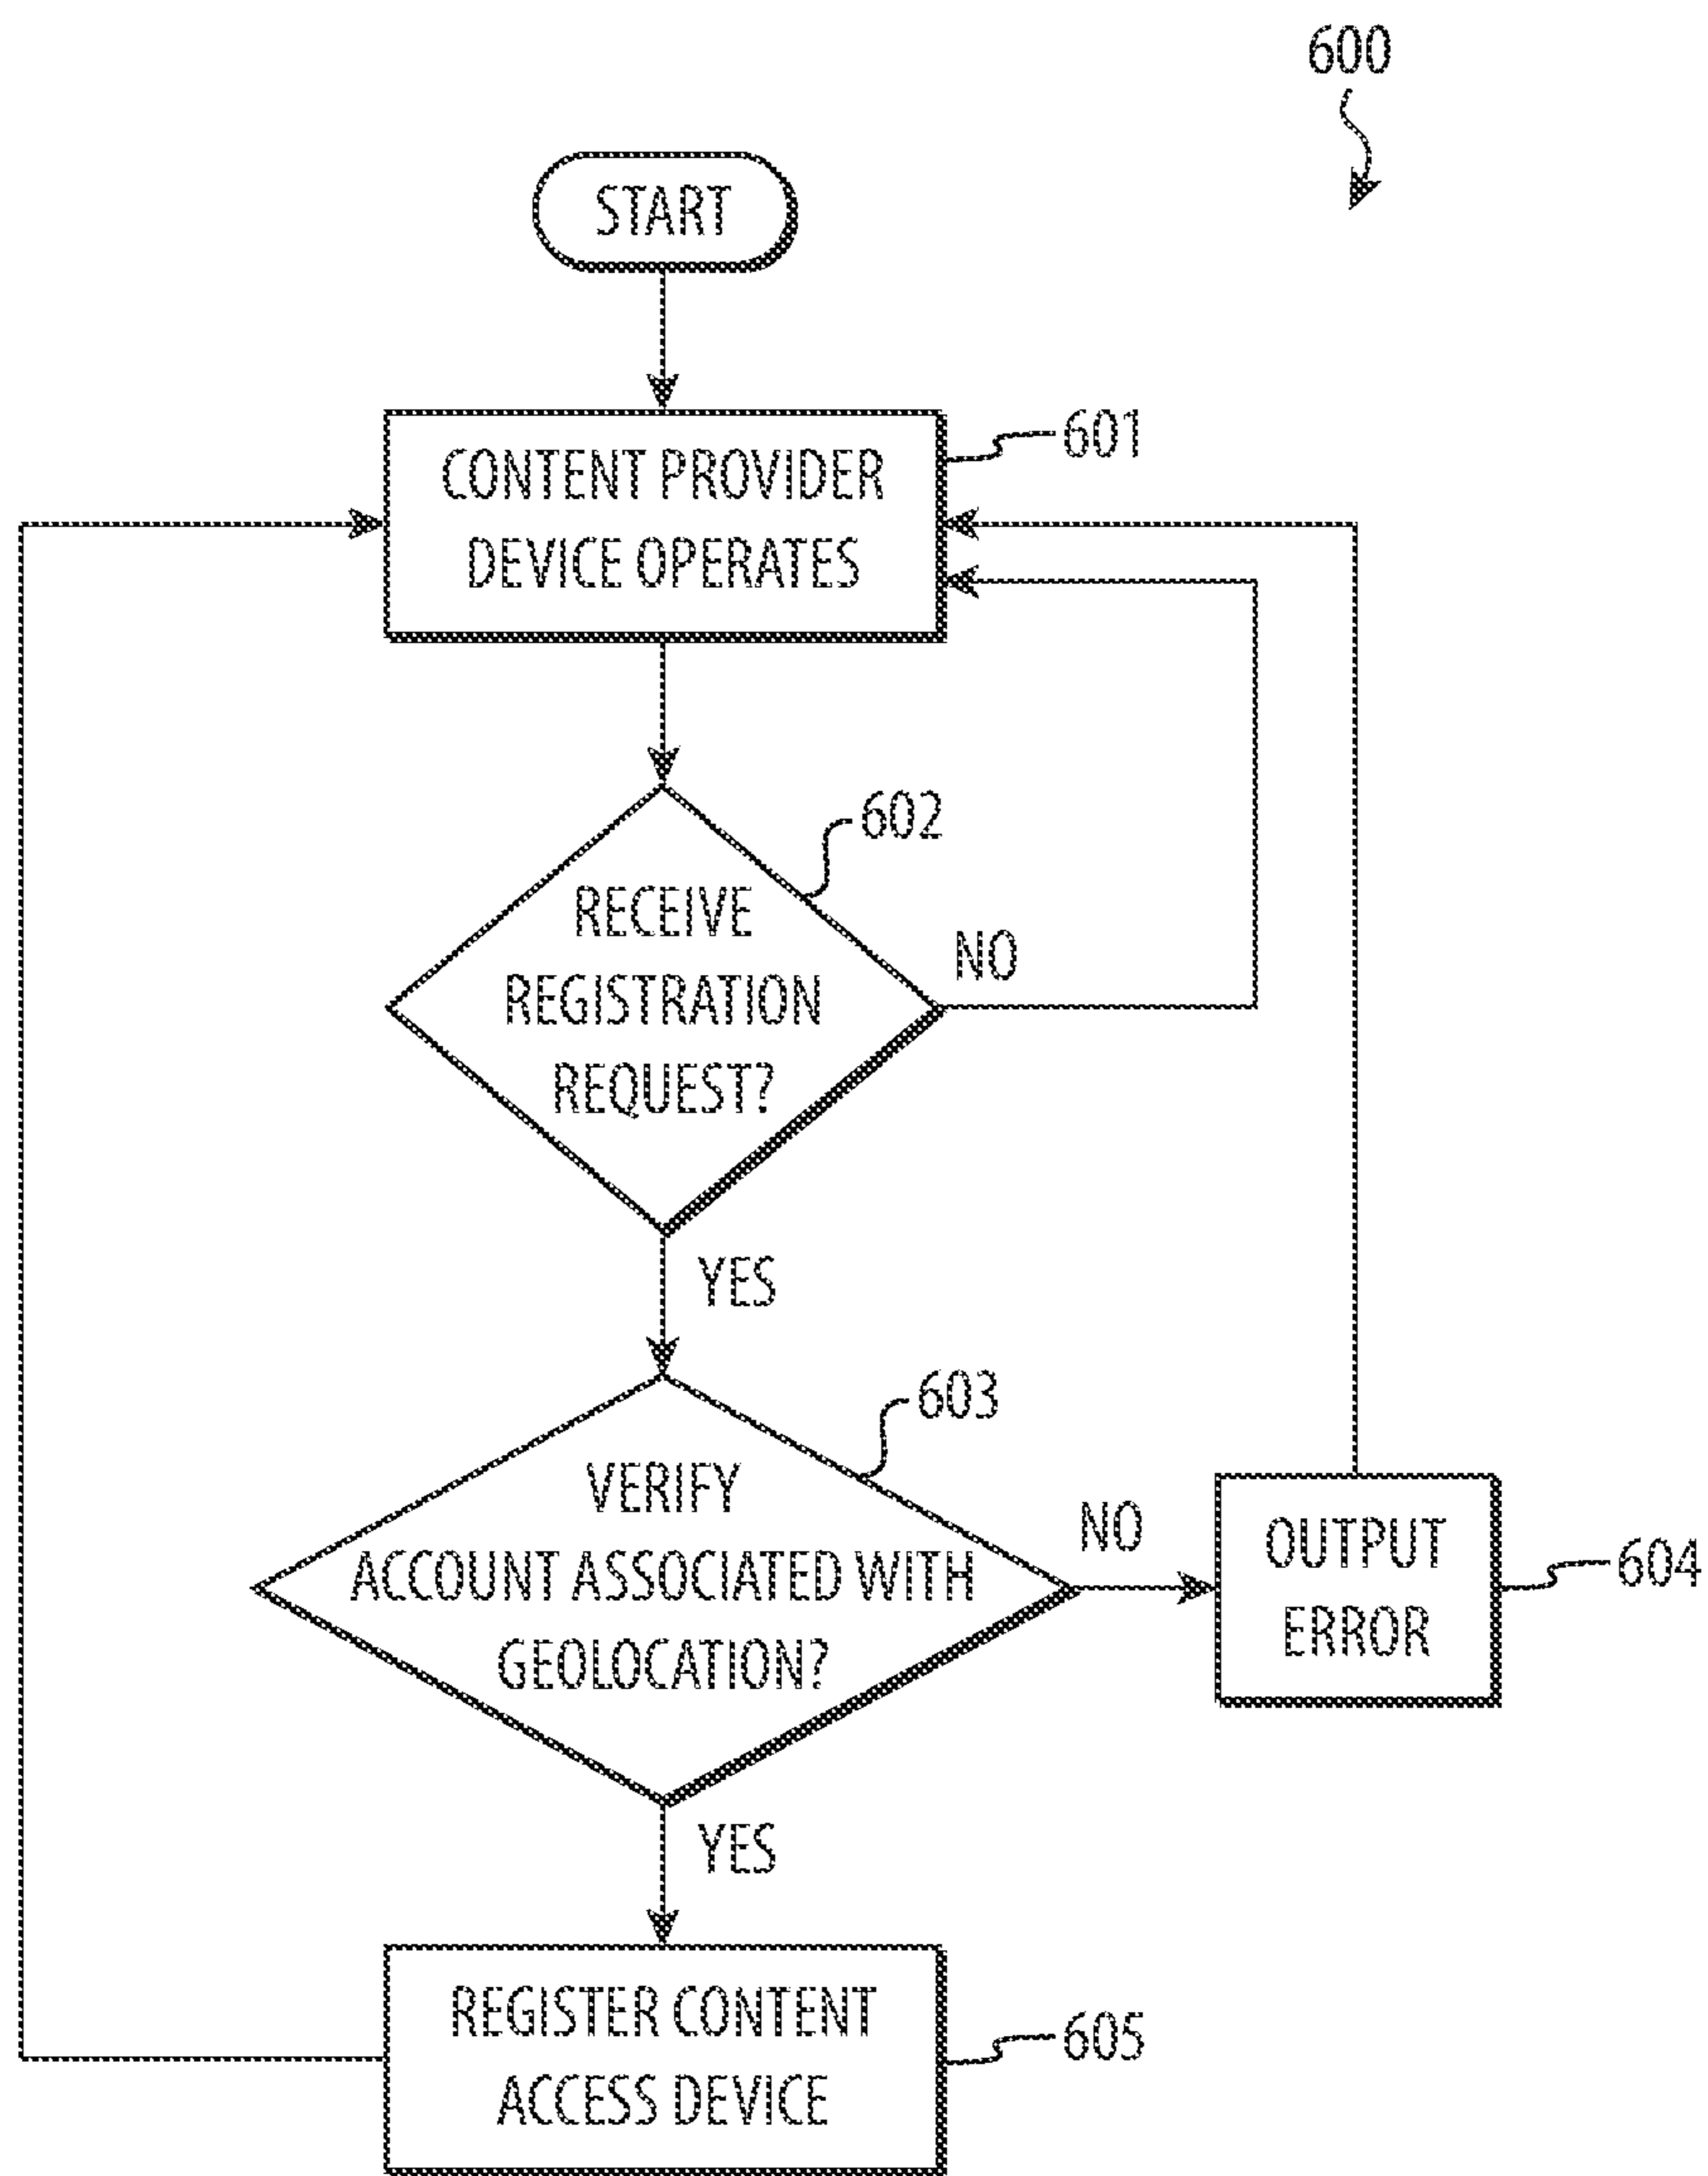 600
START
CONTENT PROVIDER
DEVICE OPERATES
601
RECEIVE
REGISTRATION
REQUEST?
602
NO
YES
VERIFY
ACCOUNT ASSOCIATED WITH
GEOLOCATION?
603
NO
OUTPUT
ERROR
604
YES
REGISTER CONTENT
ACCESS DEVICE
605